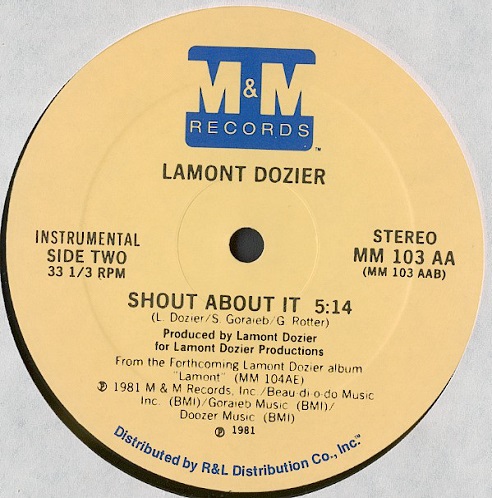 M&M
RECORDS™
LAMONT DOZIER
INSTRUMENTAL
SIDE TWO
33 1/3 RPM
STEREO
MM 103 AA
(MM 103 AAB)
SHOUT ABOUT IT 5:14
(L. Dozier/S. Goraieb/G. Rotter)
Produced by Lamont Dozier
for Lamont Dozier Productions
From the Forthcoming Lamont Dozier album
"Lamont" (MM 104AE)
℗ 1981 M & M Records, Inc./Beau-di-o-do Music
Inc. (BMI)/Goraieb Music (BMI)/
Doozer Music (BMI)
℗ 1981
Distributed by R&L Distribution Co., Inc.™